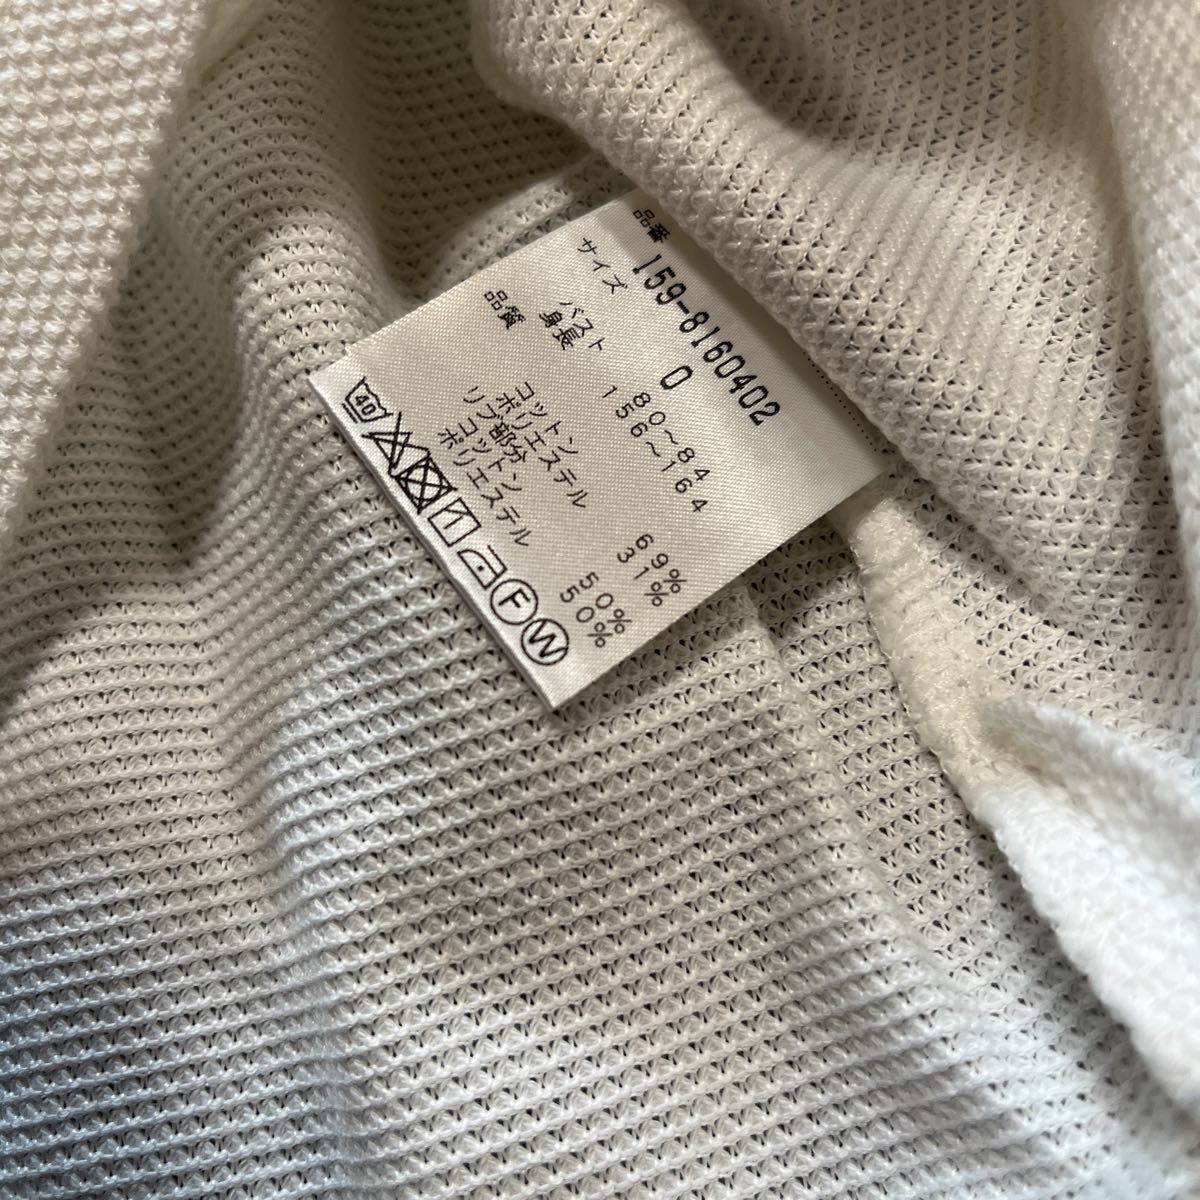 品番 159-8160402
サイズ 0
バスト 80~84
身長 156~164
品質
コットン 69%
ポリエステル 31%
リブ部分
コットン 50%
ポリエステル 50%
40 F W